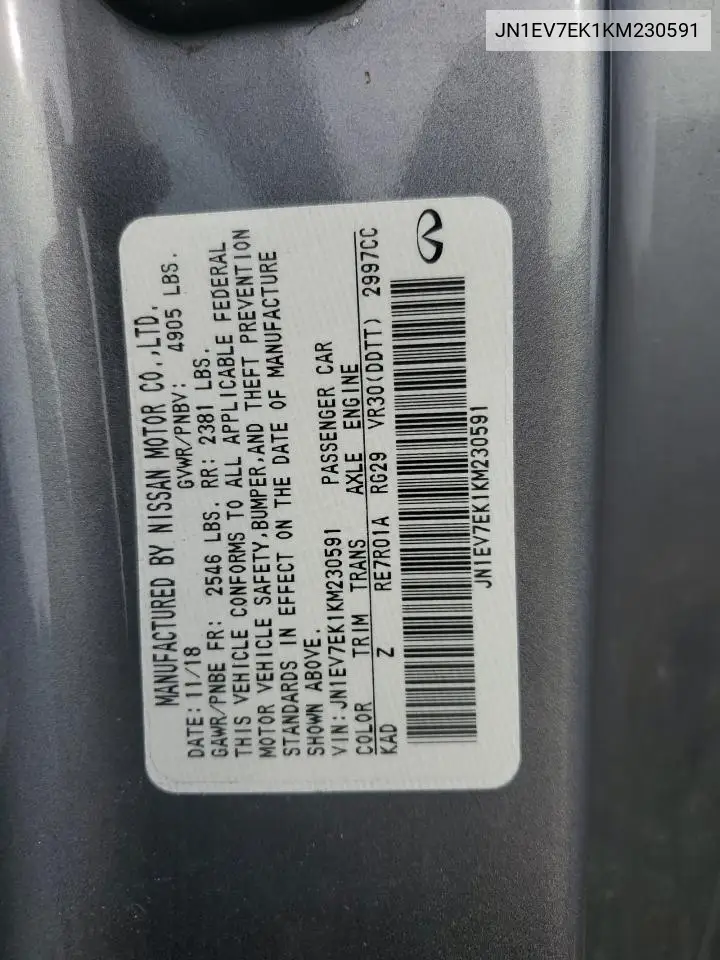 JN1EV7EK1KM230591
MANUFACTURED BY NISSAN MOTOR CO.,LTD.
DATE: 11/18 GVWR/PNBV: 4905 LBS.
GAWR/PNBE FR: 2546 LBS. RR: 2381 LBS.
THIS VEHICLE CONFORMS TO ALL APPLICABLE FEDERAL
MOTOR VEHICLE SAFETY,BUMPER,AND THEFT PREVENTION
STANDARDS IN EFFECT ON THE DATE OF MANUFACTURE
SHOWN ABOVE.
VIN:JN1EV7EK1KM230591 PASSENGER CAR
COLOR TRIM TRANS AXLE ENGINE
KAD Z RE7R01A RG29 VR30(DDTT) 2997CC
JN1EV7EK1KM230591